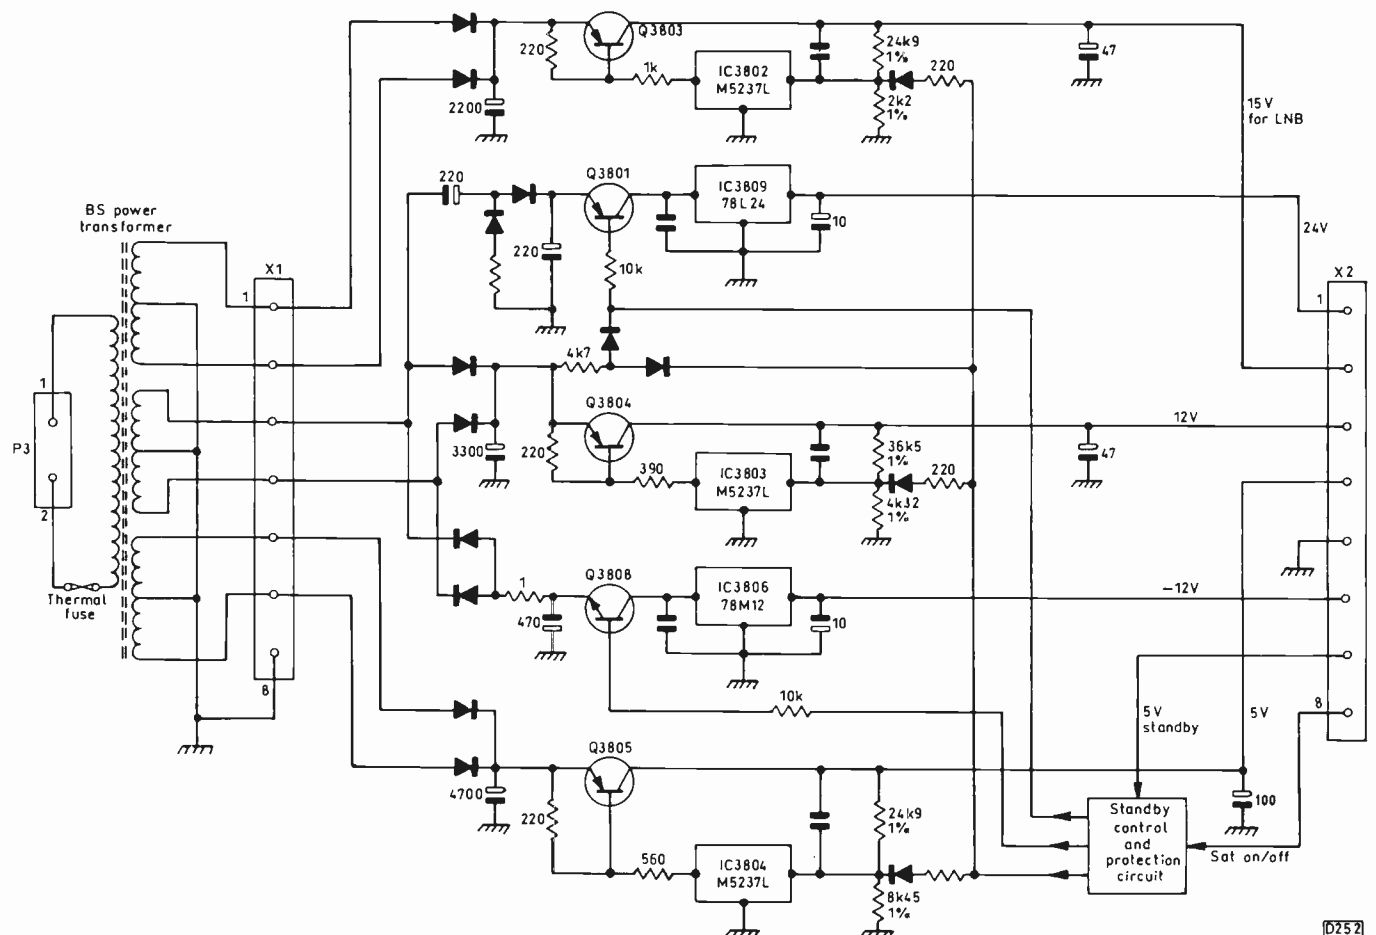 Q3803
220
1k
IC3802
M5237L
24k9
1%
220
2k2
1%
47
2200
15V
for LNB
220
Q3801
IC3809
78L24
10
24V
BS power
transformer
220
10k
X1
1
X2
1
4k7
1
P3
2
Q3804
12V
3300
220
390
IC3803
M5237L
36k5
1%
220
4k32
1%
47
Thermal
fuse
1
Q3808
470
IC3806
78M12
10
-12V
8
10k
8
5V
standby
5V
Q3805
4700
220
560
IC3804
M5237L
24k9
1%
8k45
1%
Standby
control
and
protection
circuit
100
Sat on/off
D252